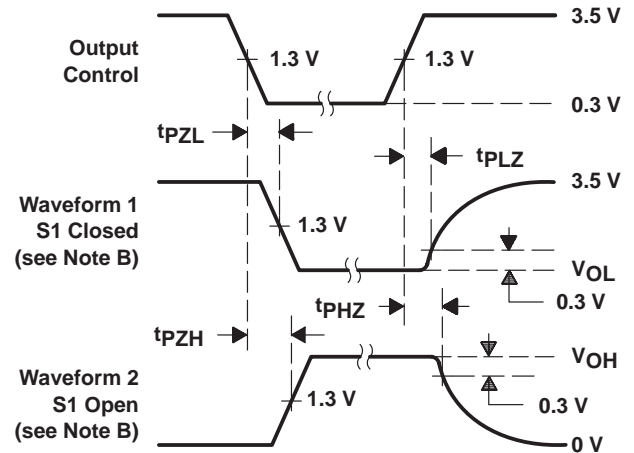 3.5 V
Output
Control
1.3 V
1.3 V
0.3 V
tPZL
tPLZ
3.5 V
Waveform 1
S1 Closed
(see Note B)
1.3 V
VOL
0.3 V
tPHZ
tPZH
VOH
Waveform 2
S1 Open
(see Note B)
1.3 V
0.3 V
0 V